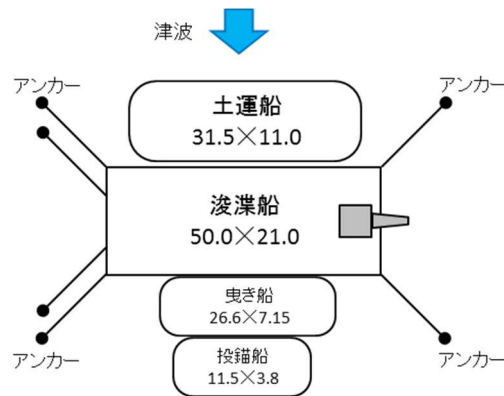 津波
アンカー
アンカー
土運船
31.5×11.0
浚渫船
50.0×21.0
曳き船
26.6×7.15
投錨船
11.5×3.8
アンカー
アンカー